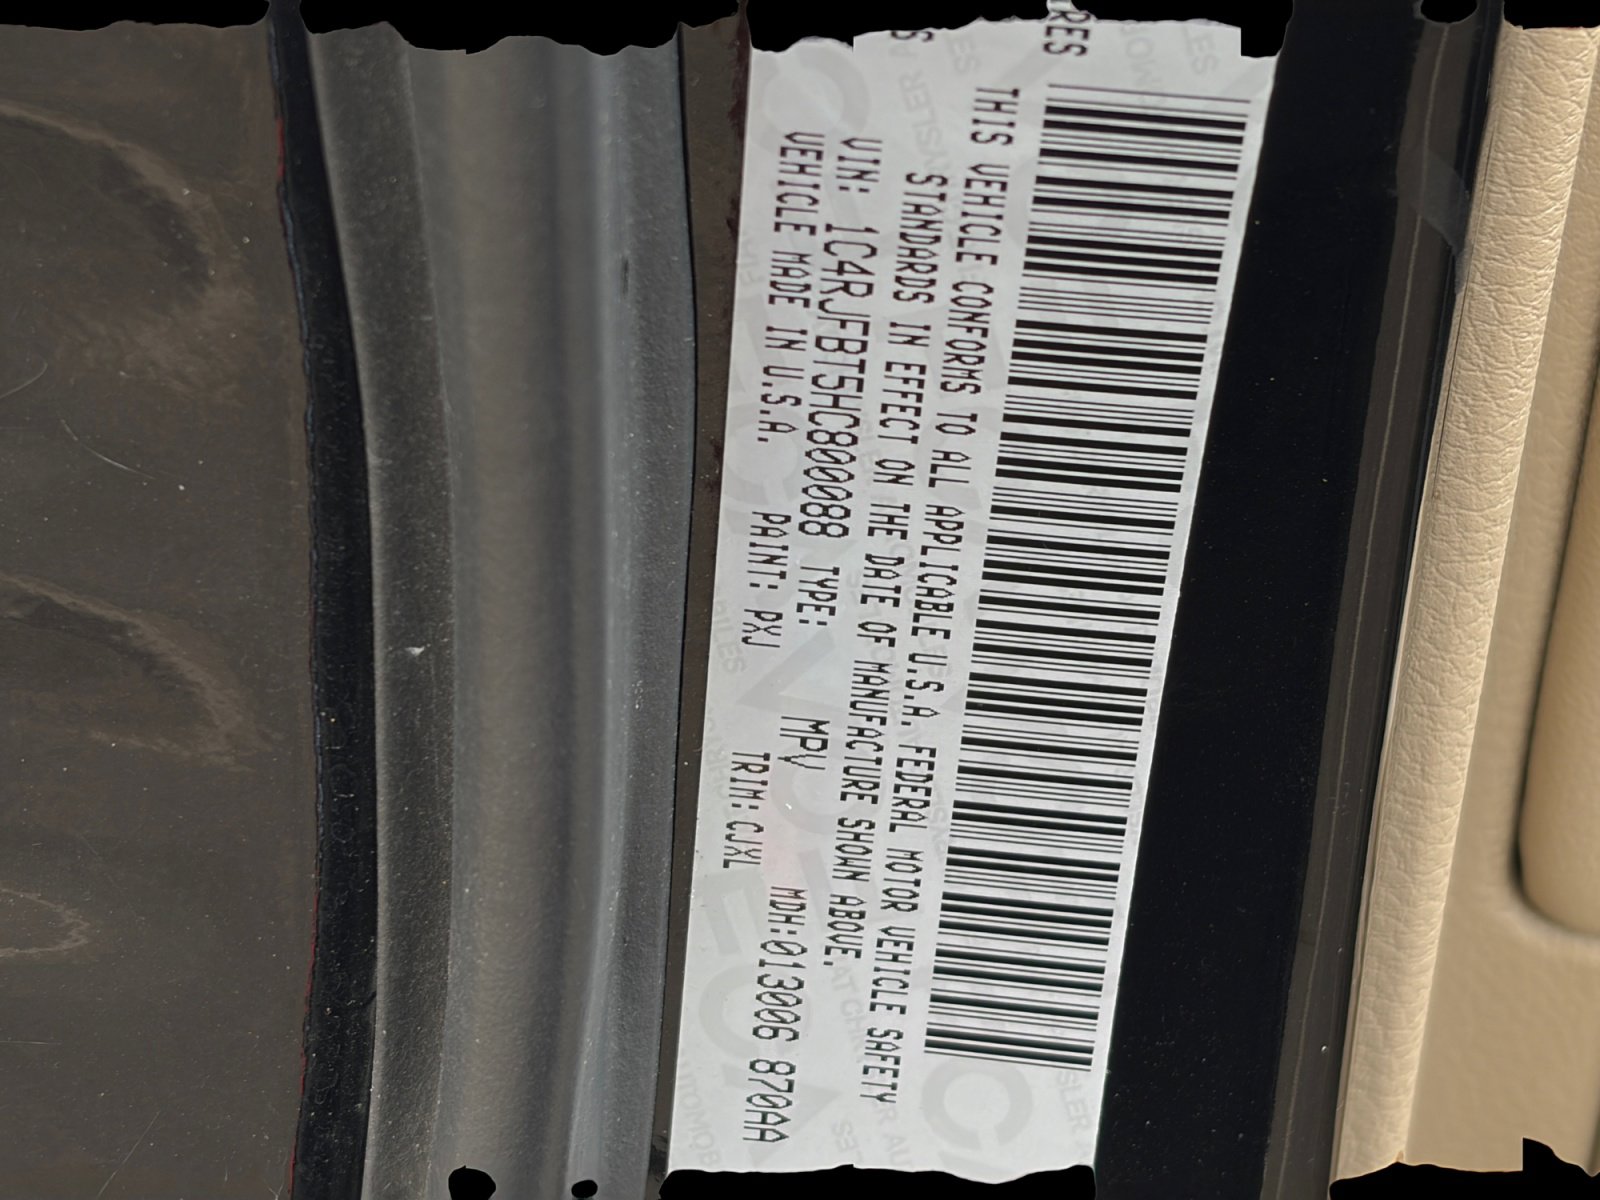 RES
THIS VEHICLE CONFORMS TO ALL APPLICABLE U.S.A. FEDERAL MOTOR VEHICLE SAFETY
STANDARDS IN EFFECT ON THE DATE OF MANUFACTURE SHOWN ABOVE.
VIN: 1C4RJFBT5HC800088 TYPE: MPV MDH:013006 870AA
VEHICLE MADE IN U.S.A. PAINT: PXJ TRIM: CJXL